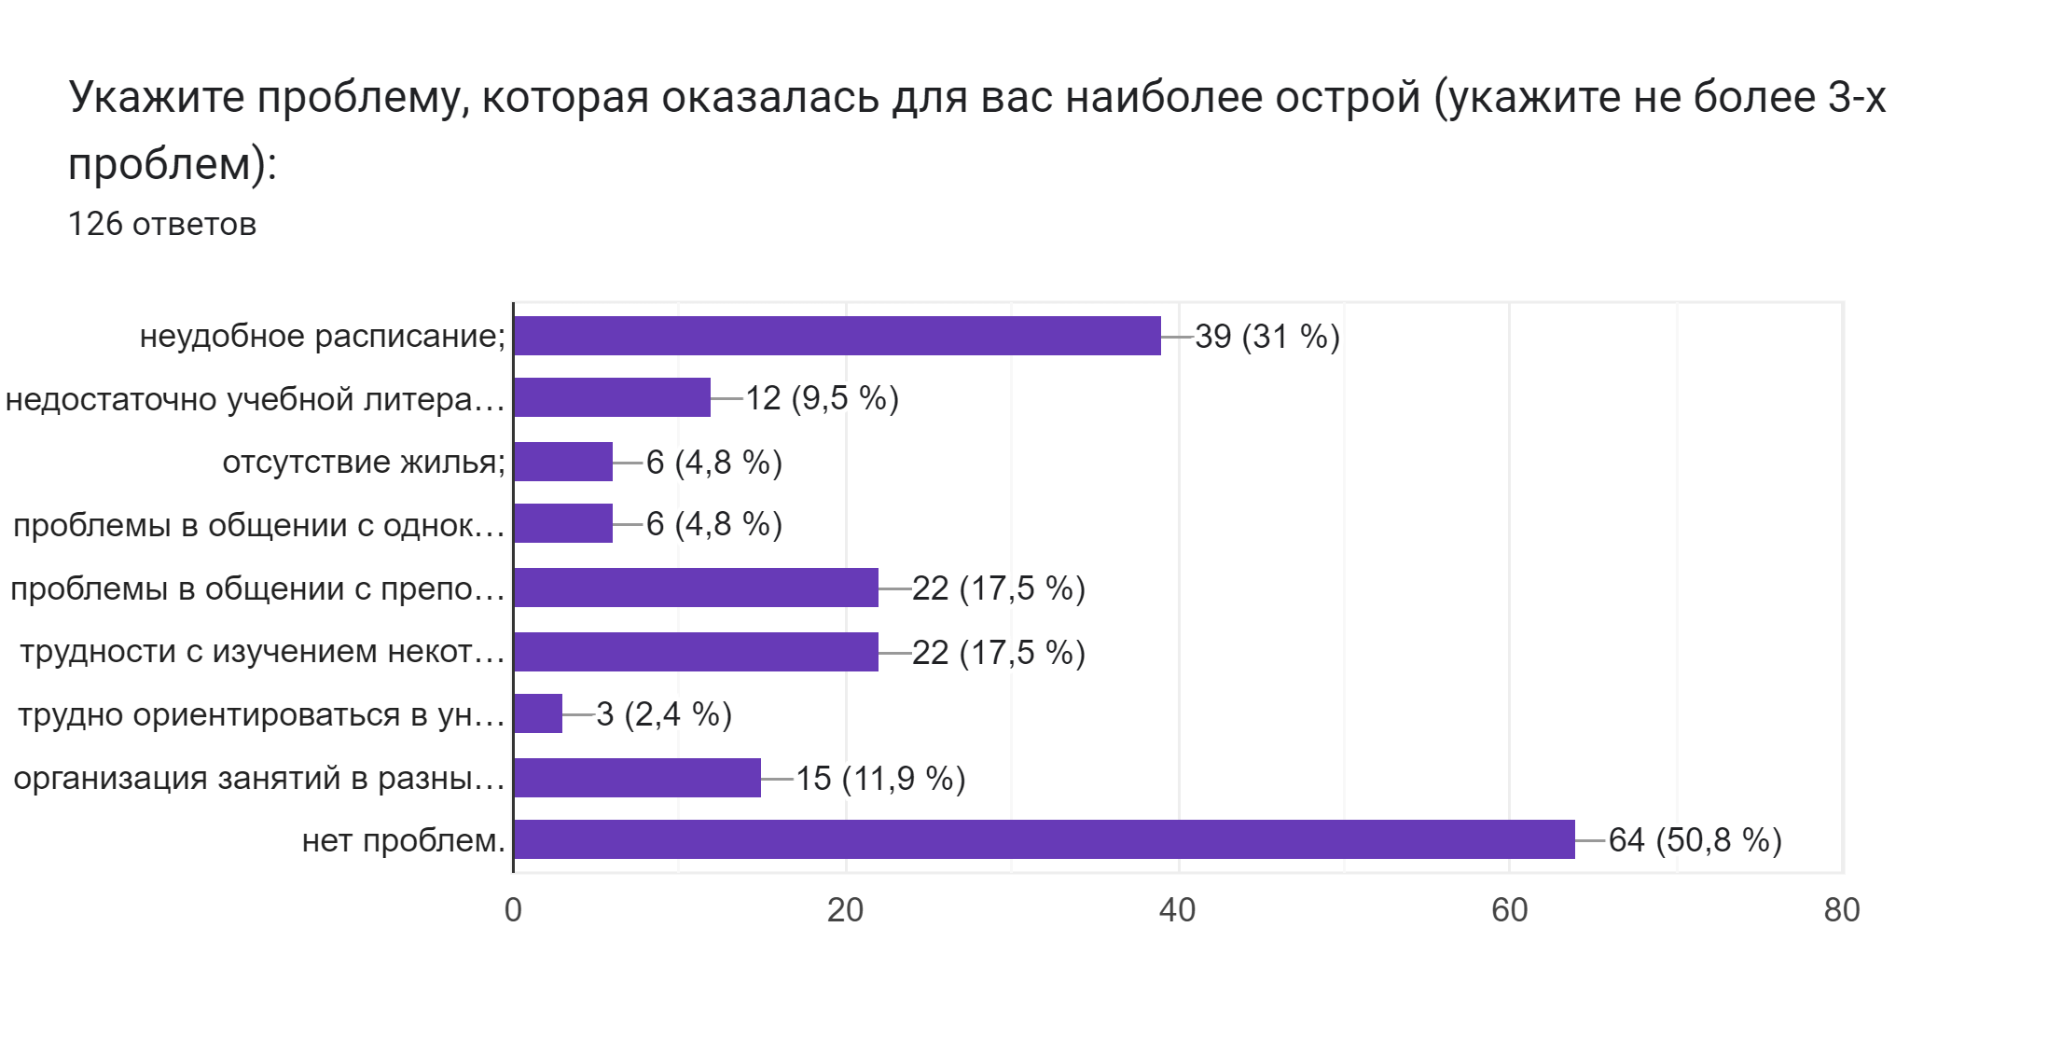 Укажите проблему, которая оказалась для вас наиболее острой (укажите не более 3-х
проблем):
126 ответов
неудобное расписание; 39 (31 %)
недостаточно учебной литера… 12 (9,5 %)
отсутствие жилья; 6 (4,8 %)
проблемы в общении с однок… 6 (4,8 %)
проблемы в общении с препо… 22 (17,5 %)
трудности с изучением некот… 22 (17,5 %)
трудно ориентироваться в ун… 3 (2,4 %)
организация занятий в разны… 15 (11,9 %)
нет проблем. 64 (50,8 %)
0 20 40 60 80